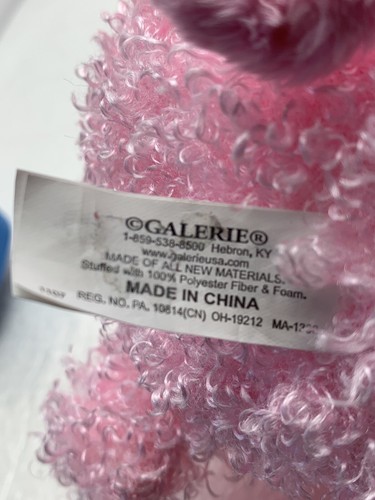 ©GALERIE®
1-859-538-8500 Hebron, KY
www.galerieusa.com
MADE OF ALL NEW MATERIALS.
Stuffed with 100% Polyester Fiber & Foam.
MADE IN CHINA
REG. NO. PA. 10814(CN) OH-19212